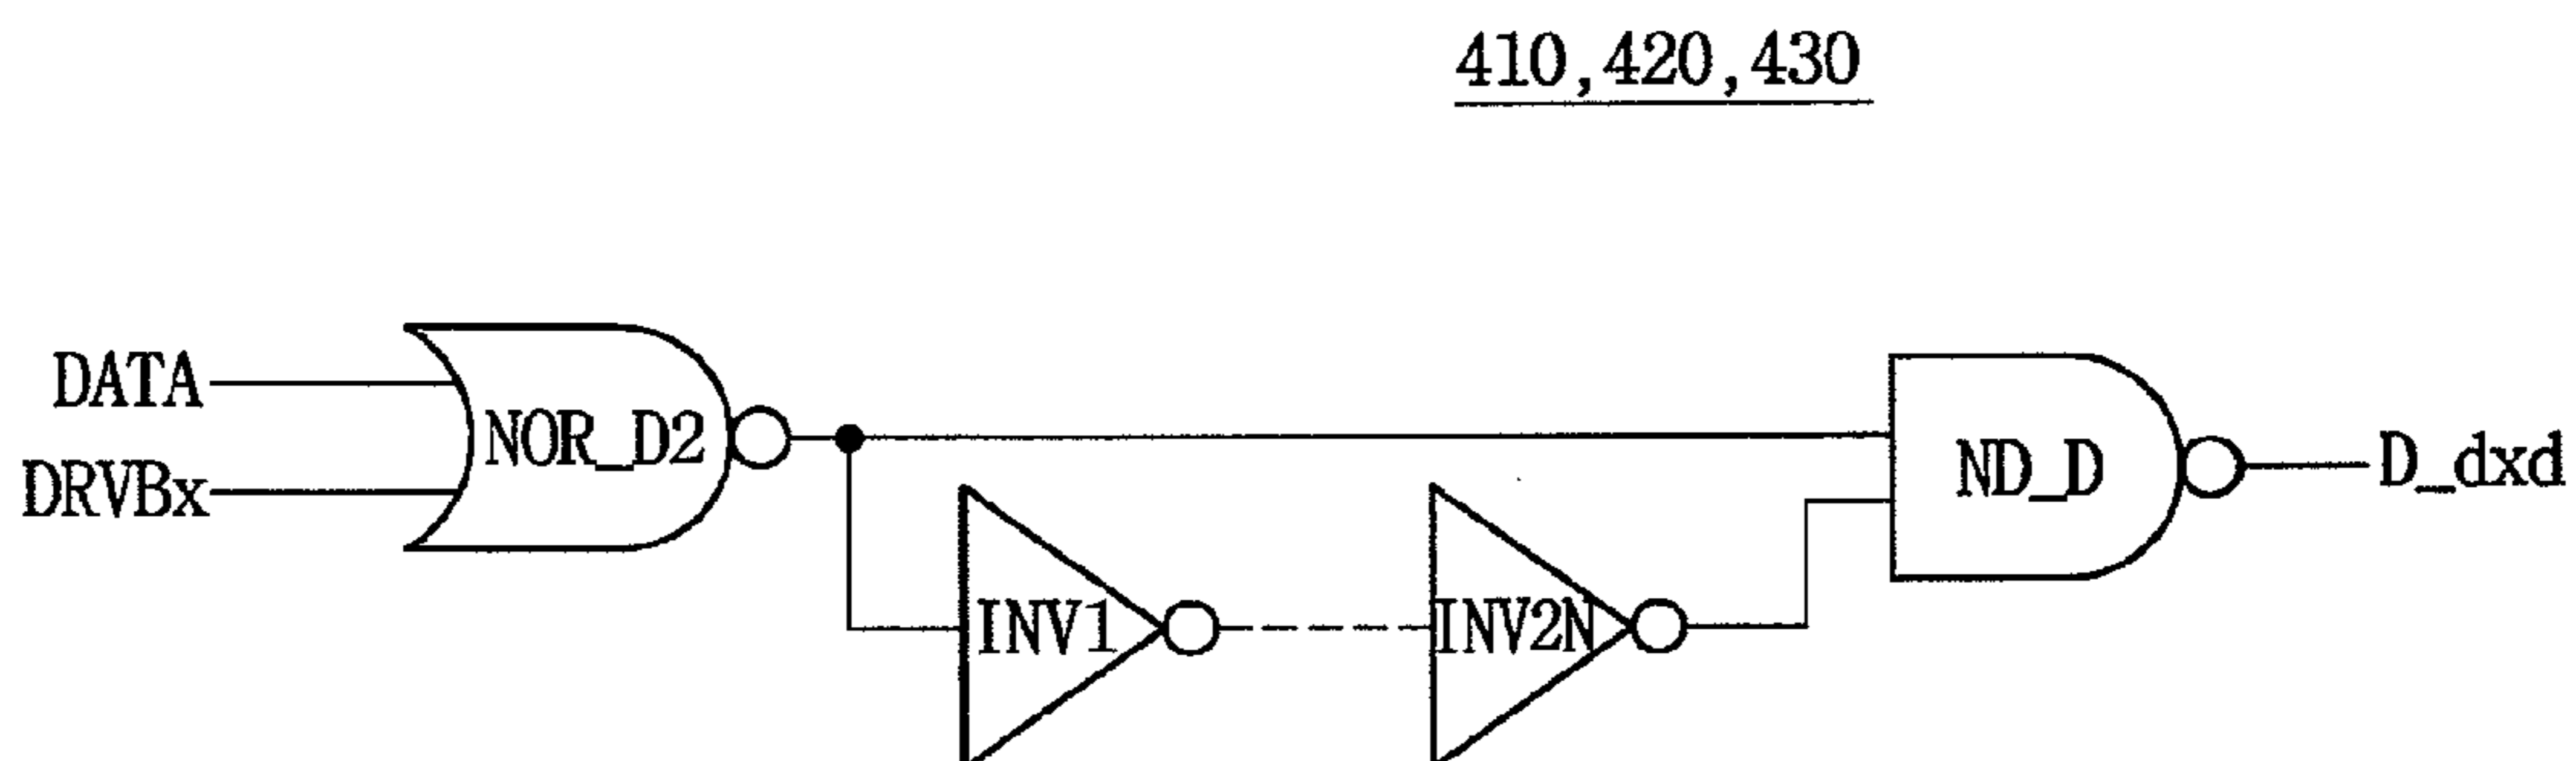 410,420,430
DATA
DRVBx
NOR_D2
INV1
INV2N
ND_D
D_dxd